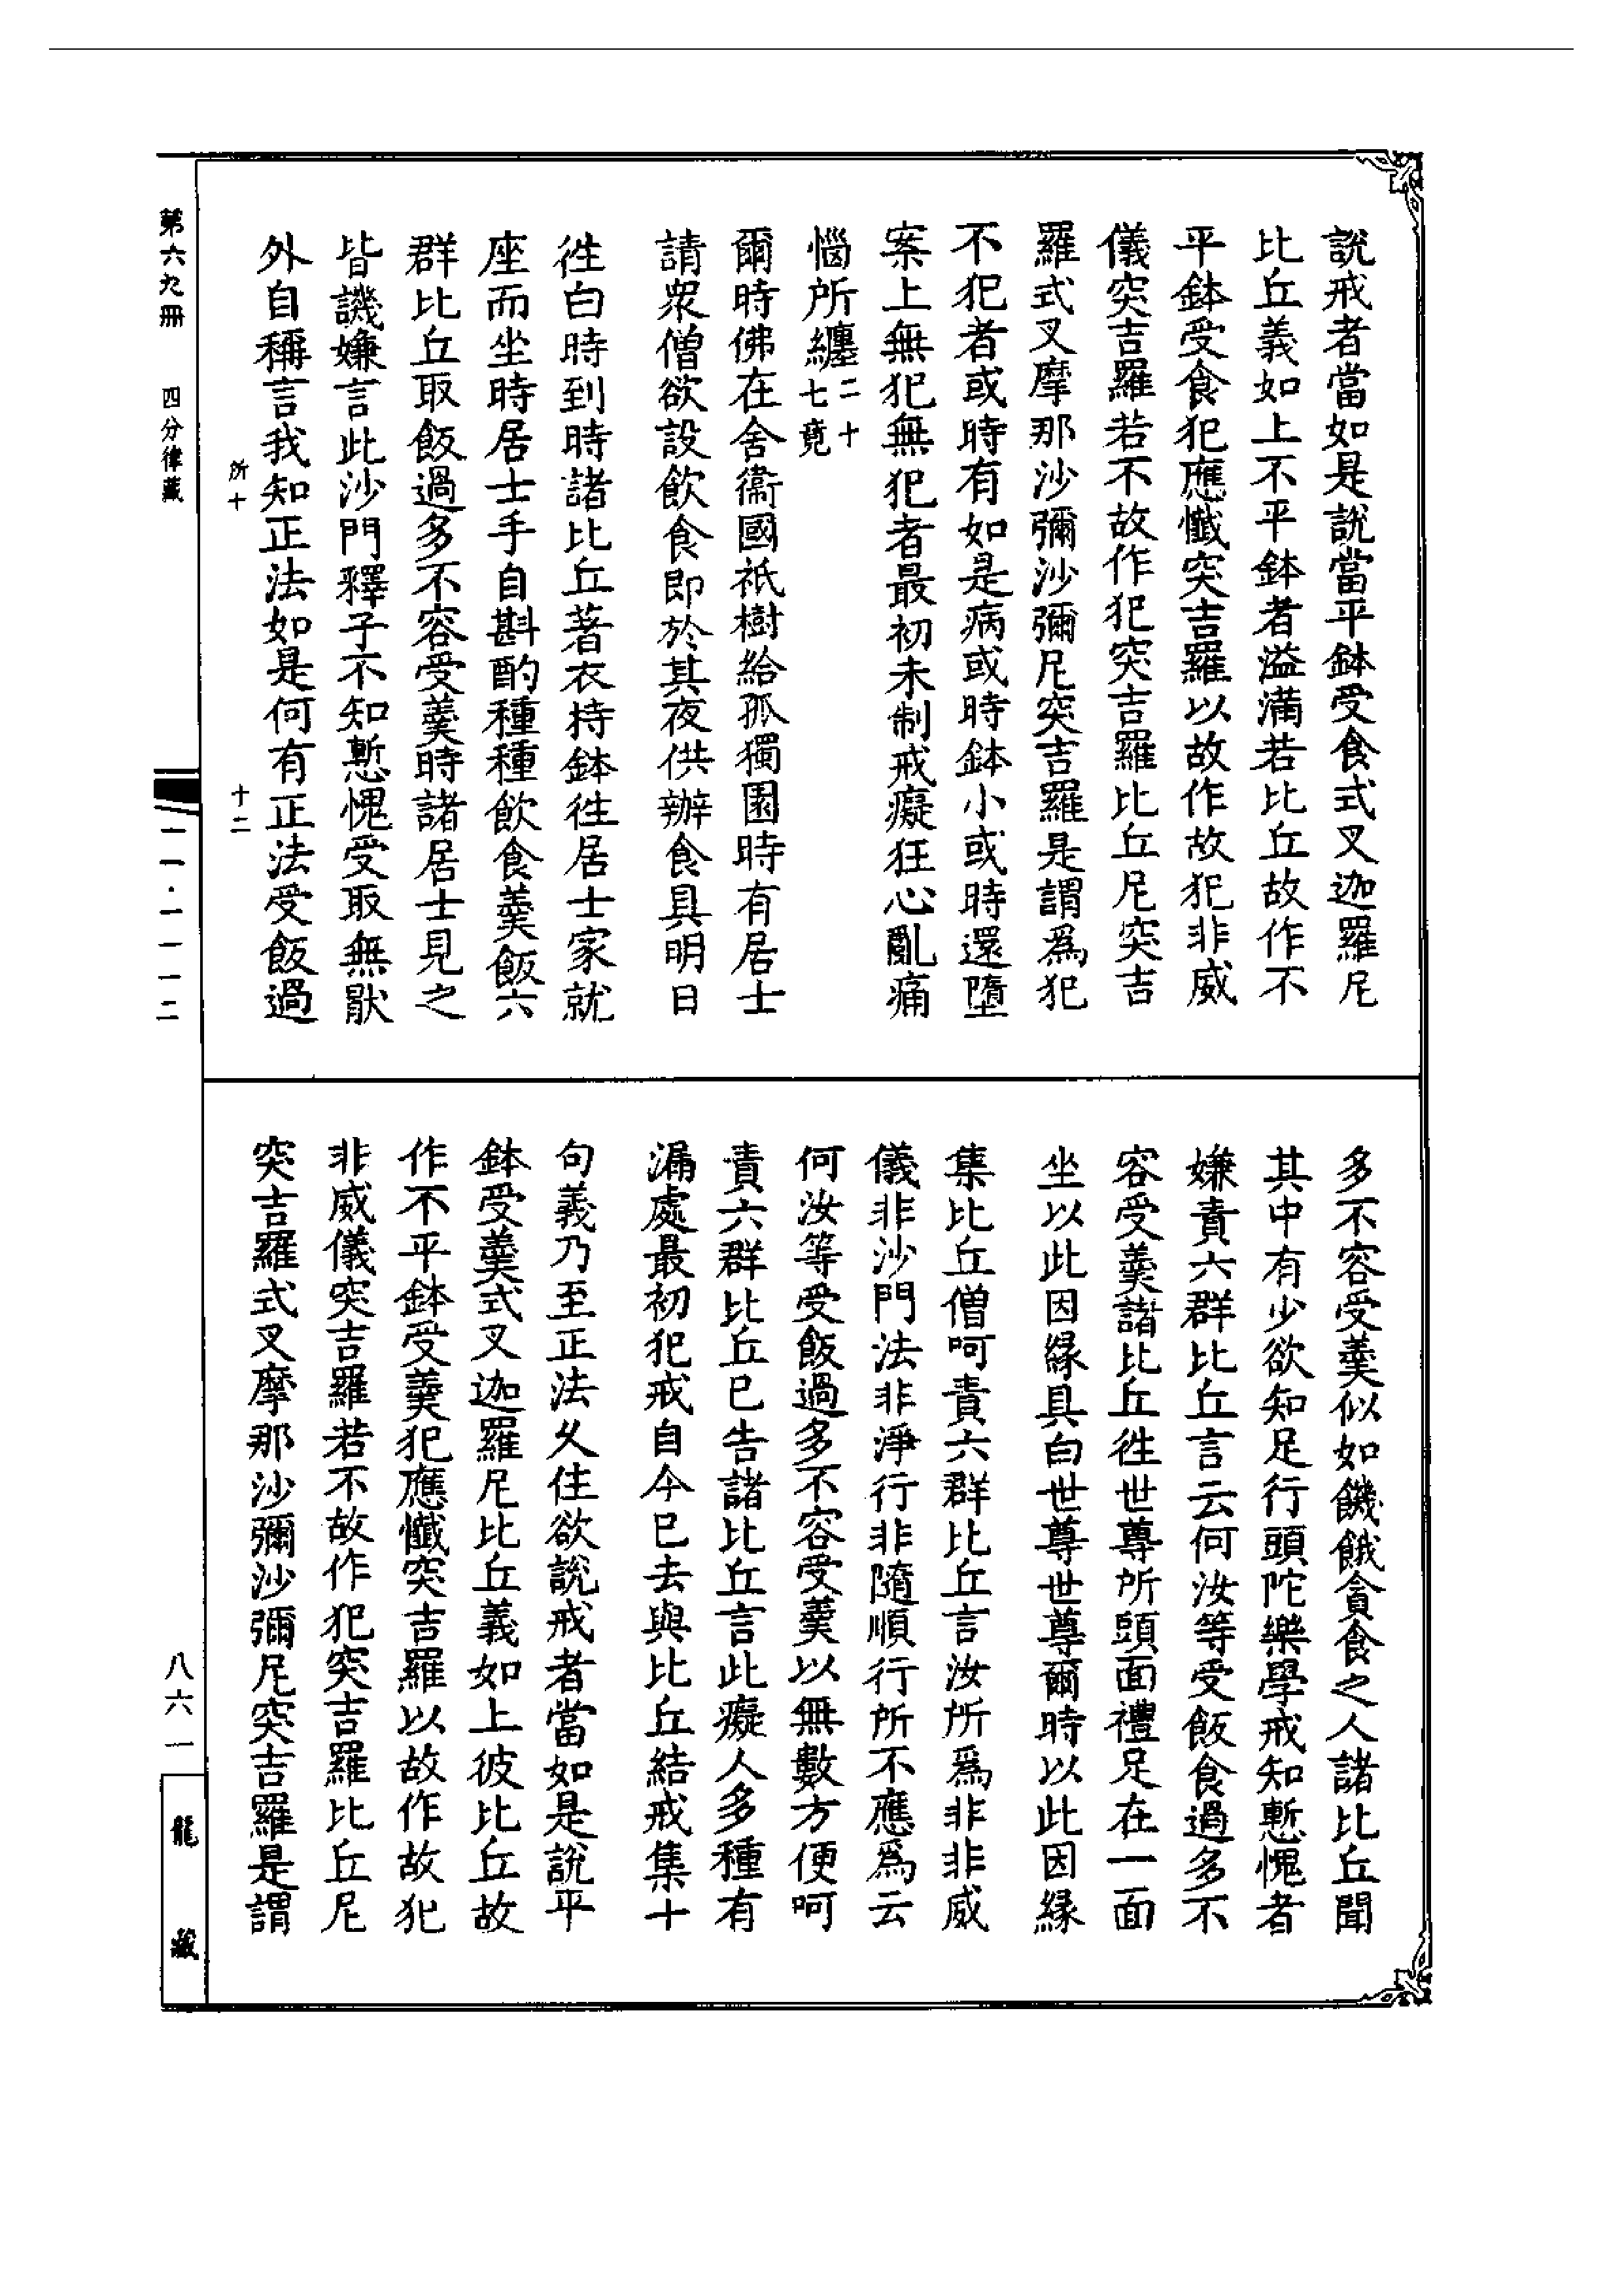 說戒者當如是說當平鉢受食式叉迦羅尼
比丘義如上不平鉢者溢滿若比丘故作不
平鉢受食犯應懺突吉羅以故作故犯非威
儀突吉羅若不故作犯突吉羅比丘尼突吉
羅式叉摩那沙彌沙彌尼突吉羅是謂爲犯
不犯者或時有如是病或時鉢小或時還墮
案上無犯無犯者最初未制戒癡狂心亂痛
惱所纏二十七竟
爾時佛在舍衞國祇樹給孤獨園時有居士
請衆僧欲設飲食即於其夜供辦食具明日
徃白時到時諸比丘著衣持鉢徃居士家就
座而坐時居士手自斟酌種種飲食羹飯六
群比丘取飯過多不容受羹時諸居士見之
皆譏嫌言此沙門釋子不知慙愧受取無猒
外自稱言我知正法如是何有正法受飯過
多不容受羹似如饑餓貪食之人諸比丘聞
其中有少欲知足行頭陀樂學戒知慙愧者
嫌責六群比丘言云何汝等受飯食過多不
容受羹諸比丘徃世尊所頭面禮足在一面
坐以此因緣具白世尊世尊爾時以此因緣
集比丘僧呵責六群比丘言汝所爲非非威
儀非沙門法非淨行非隨順行所不應爲云
何汝等受飯過多不容受羹以無數方便呵
責六群比丘已告諸比丘言此癡人多種有
漏處最初犯戒自今已去與比丘結戒集十
句義乃至正法久住欲說戒者當如是說平
鉢受羹式叉迦羅尼比丘義如上彼比丘故
作不平鉢受羹犯應懺突吉羅以故作故犯
非威儀突吉羅若不故作犯突吉羅比丘尼
突吉羅式叉摩那沙彌沙彌尼突吉羅是謂
所十
十二
第六九冊
四分律藏
一一·一一一二
八六一
龍藏